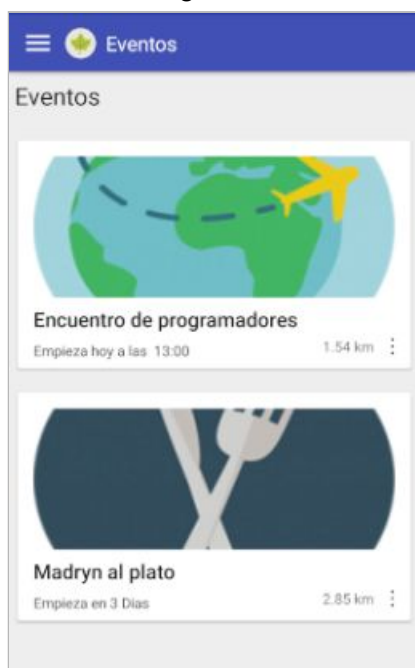 Eventos
Eventos
Encuentro de programadores
Empieza hoy a las 13:00
1.54 km
Madryn al plato
Empieza en 3 Dias
2.85 km